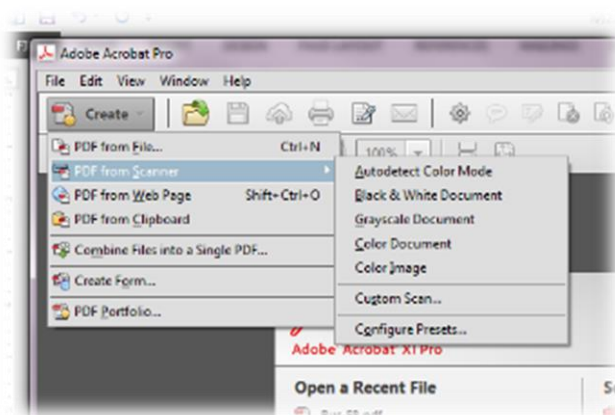 Adobe Acrobat Pro
File Edit View Window Help
Create
PDF from File... Ctrl+N
100%
PDF from Scanner
Autodetect Color Mode
PDF from Web Page Shift+Ctrl+O
Black & White Document
PDF from Clipboard
Grayscale Document
Combine Files into a Single PDF...
Color Document
Color Image
Create Form...
Custom Scan...
PDF Portfolio...
Configure Presets...
Adobe Acrobat XI Pro
Open a Recent File